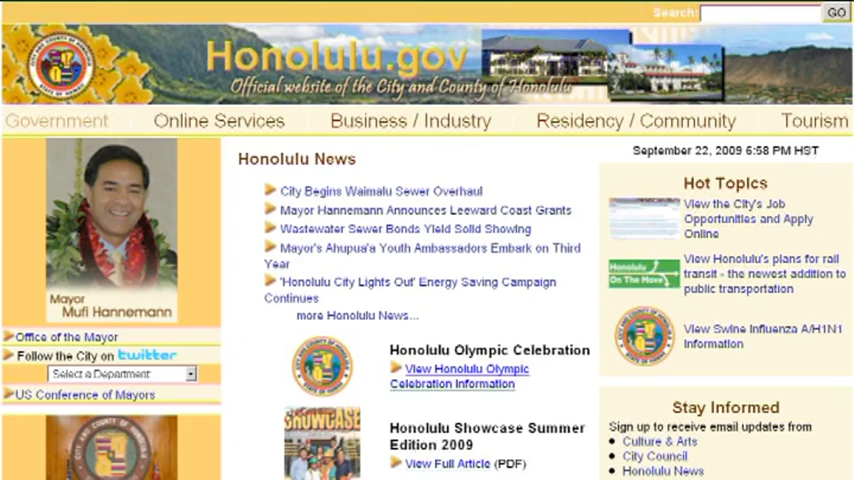 Search: GO
Honolulu.gov
Official website of the City and County of Honolulu
Government Online Services Business / Industry Residency / Community Tourism
Mayor
Mufi Hannemann
Office of the Mayor
Follow the City on twitter
Select a Department:
US Conference of Mayors
Honolulu News
City Begins Waimalu Sewer Overhaul
Mayor Hannemann Announces Leeward Coast Grants
Wastewater Sewer Bonds Yield Solid Showing
Mayor's Ahupua'a Youth Ambassadors Embark on Third
Year
'Honolulu City Lights Out' Energy Saving Campaign
Continues
more Honolulu News...
Honolulu Olympic Celebration
View Honolulu Olympic
Celebration Information
SHOWCASE
Honolulu Showcase Summer
Edition 2009
View Full Article (PDF)
September 22, 2009 6:58 PM HST
Hot Topics
View the City's Job
Opportunities and Apply
Online
Honolulu
On The Move
View Honolulu's plans for rail
transit - the newest addition to
public transportation
View Swine Influenza A/H1N1
Information
Stay Informed
Sign up to receive email updates from
Culture & Arts
City Council
Honolulu News